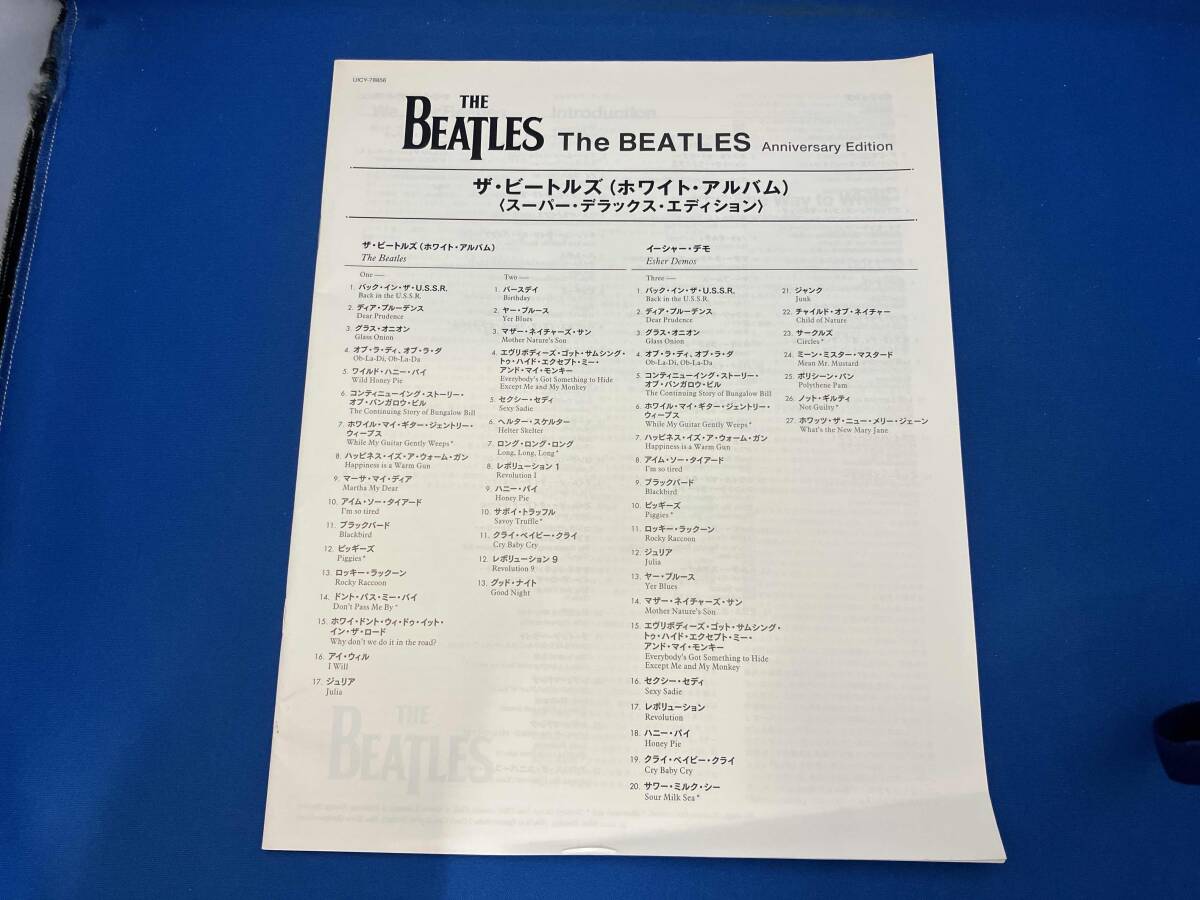 UICY-78856
THE
BEATLES
The BEATLES Anniversary Edition
ザ・ビートルズ（ホワイト・アルバム）
〈スーパー・デラックス・エディション〉
ザ・ビートルズ（ホワイト・アルバム）
The Beatles
One —
1. バック・イン・ザ・U.S.S.R.
Back in the U.S.S.R.
2. ディア・プルーデンス
Dear Prudence
3. グラス・オニオン
Glass Onion
4. オブ・ラ・ディ、オブ・ラ・ダ
Ob-La-Di, Ob-La-Da
5. ワイルド・ハニー・パイ
Wild Honey Pie
6. コンティニューイング・ストーリー・
オブ・バンガロウ・ビル
The Continuing Story of Bungalow Bill
7. ホワイル・マイ・ギター・ジェントリー・
ウィープス
While My Guitar Gently Weeps*
8. ハッピネス・イズ・ア・ウォーム・ガン
Happiness is a Warm Gun
9. マーサ・マイ・ディア
Martha My Dear
10. アイム・ソー・タイアード
I'm so tired
11. ブラックバード
Blackbird
12. ピッギーズ
Piggies*
13. ロッキー・ラックーン
Rocky Raccoon
14. ドント・パス・ミー・バイ
Don't Pass Me By*
15. ホワイ・ドント・ウィ・ドゥ・イット・
イン・ザ・ロード
Why don't we do it in the road?
16. アイ・ウィル
I Will
17. ジュリア
Julia
Two —
1. バースデイ
Birthday
2. ヤー・ブルース
Yer Blues
3. マザー・ネイチャーズ・サン
Mother Nature's Son
4. エヴリボディーズ・ゴット・サムシング・
トゥ・ハイド・エクセプト・ミー・
アンド・マイ・モンキー
Everybody's Got Something to Hide
Except Me and My Monkey
5. セクシー・セディ
Sexy Sadie
6. ヘルター・スケルター
Helter Skelter
7. ロング・ロング・ロング
Long, Long, Long*
8. レボリューション 1
Revolution 1
9. ハニー・パイ
Honey Pie
10. サボイ・トラッフル
Savoy Truffle*
11. クライ・ベイビー・クライ
Cry Baby Cry
12. レボリューション 9
Revolution 9
13. グッド・ナイト
Good Night
イーシャー・デモ
Esher Demos
Three —
1. バック・イン・ザ・U.S.S.R.
Back in the U.S.S.R.
2. ディア・プルーデンス
Dear Prudence
3. グラス・オニオン
Glass Onion
4. オブ・ラ・ディ、オブ・ラ・ダ
Ob-La-Di, Ob-La-Da
5. コンティニューイング・ストーリー・
オブ・バンガロウ・ビル
The Continuing Story of Bungalow Bill
6. ホワイル・マイ・ギター・ジェントリー・
ウィープス
While My Guitar Gently Weeps*
7. ハッピネス・イズ・ア・ウォーム・ガン
Happiness is a Warm Gun
8. アイム・ソー・タイアード
I'm so tired
9. ブラックバード
Blackbird
10. ピッギーズ
Piggies*
11. ロッキー・ラックーン
Rocky Raccoon
12. ジュリア
Julia
13. ヤー・ブルース
Yer Blues
14. マザー・ネイチャーズ・サン
Mother Nature's Son
15. エヴリボディーズ・ゴット・サムシング・
トゥ・ハイド・エクセプト・ミー・
アンド・マイ・モンキー
Everybody's Got Something to Hide
Except Me and My Monkey
16. セクシー・セディ
Sexy Sadie
17. レボリューション
Revolution
18. ハニー・パイ
Honey Pie
19. クライ・ベイビー・クライ
Cry Baby Cry
20. サワー・ミルク・シー
Sour Milk Sea*
21. ジャンク
Junk
22. チャイルド・オブ・ネイチャー
Child of Nature
23. サークルズ
Circles*
24. ミーン・ミスター・マスタード
Mean Mr. Mustard
25. ポリシーン・パン
Polythene Pam
26. ノット・ギルティ
Not Guilty*
27. ホワッツ・ザ・ニュー・メリー・ジェーン
What's the New Mary Jane
THE
BEATLES